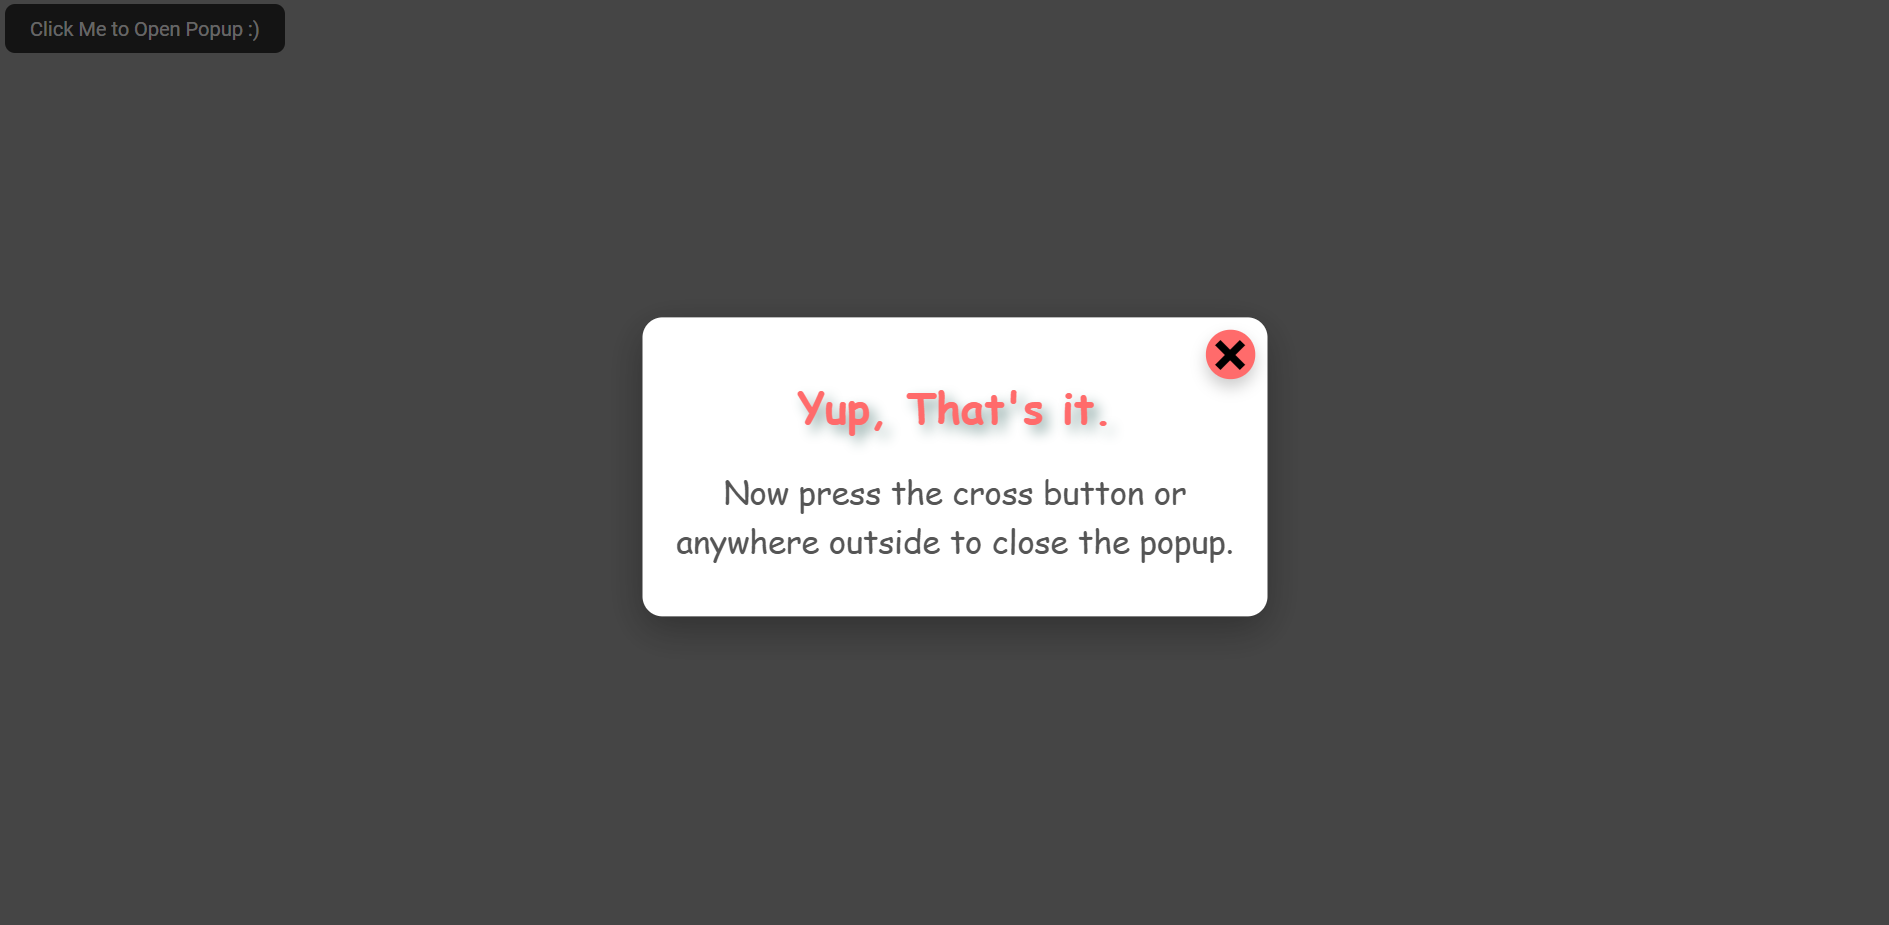 Click Me to Open Popup :)
Yup, That's it.
Now press the cross button or
anywhere outside to close the popup.